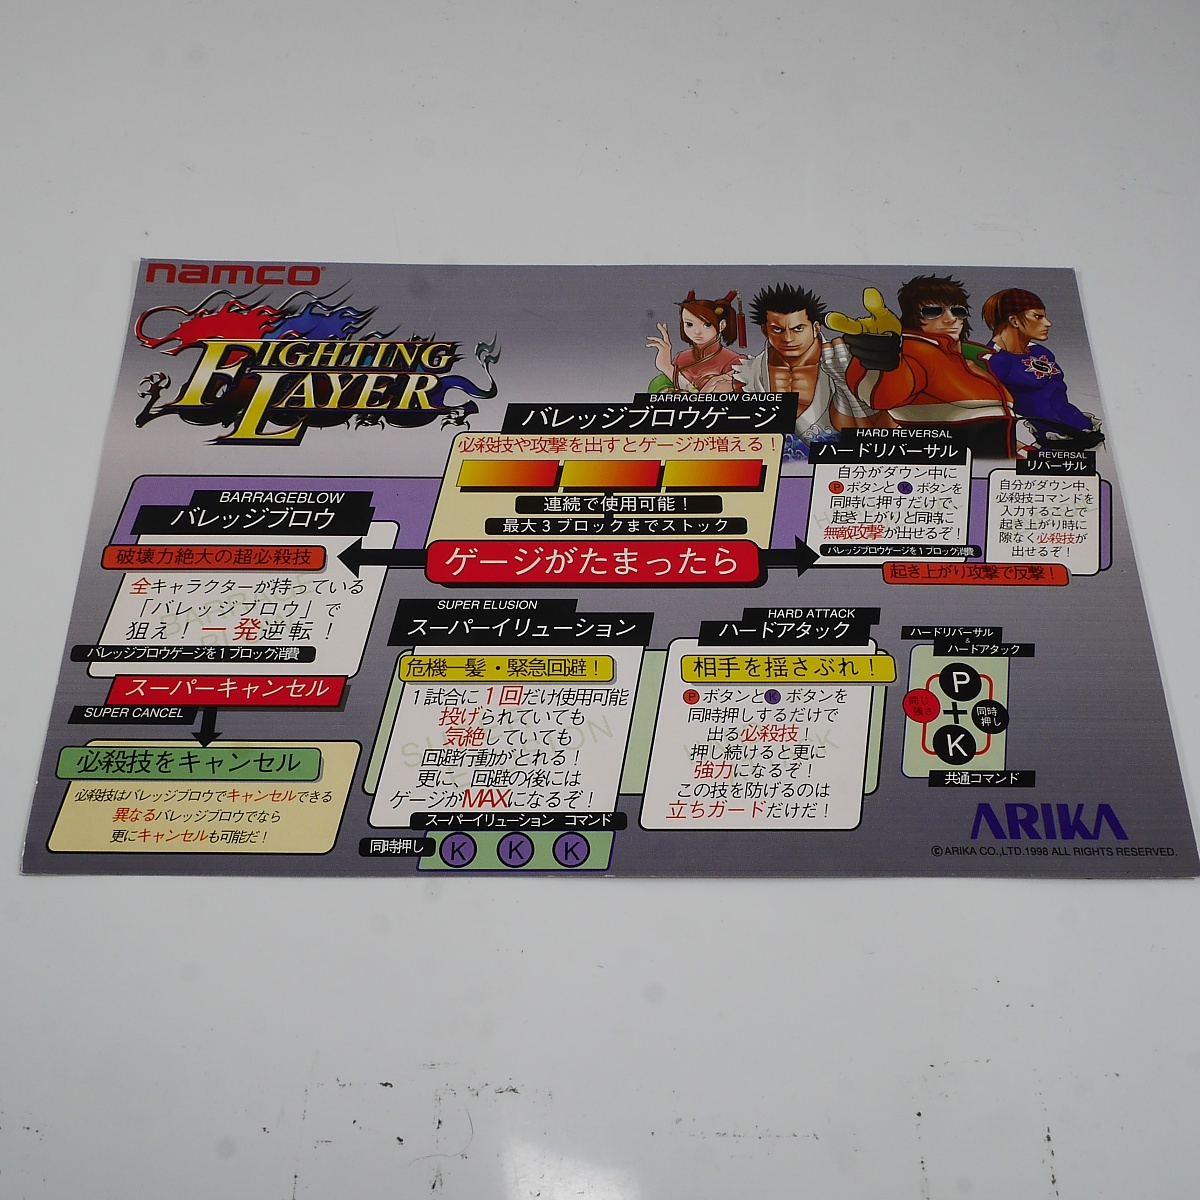 namco
FIGHTING
LAYER
BARRAGEBLOW GAUGE
バレッジブロウゲージ
必殺技や攻撃を出すとゲージが増える！
連続で使用可能！
最大3ブロックまでストック
ゲージがたまったら
HARD REVERSAL
ハードリバーサル
自分がダウン中に
PボタンとKボタンを
同時に押すだけで、
起き上がりと同時に
無敵攻撃が出せるぞ！
バレッジブロウゲージを1ブロック消費
REVERSAL
リバーサル
自分がダウン中、
必殺技コマンドを
入力することで
起き上がり時に
隙なく必殺技が
出せるぞ！
起き上がり攻撃で反撃！
BARRAGEBLOW
バレッジブロウ
破壊力絶大の超必殺技
全キャラクターが持っている
「バレッジブロウ」で
狙え！一発逆転！
バレッジブロウゲージを1ブロック消費
スーパーキャンセル
SUPER CANCEL
必殺技をキャンセル
必殺技はバレッジブロウでキャンセルできる
異なるバレッジブロウでなら
更にキャンセルも可能だ！
SUPER ELUSION
スーパーイリュージョン
危機一髪・緊急回避！
1試合に1回だけ使用可能
投げられていても
気絶していても
回避行動がとれる！
更に、回避の後には
ゲージがMAXになるぞ！
スーパーイリュージョン コマンド
同時押し K K K
HARD ATTACK
ハードアタック
相手を揺さぶれ！
PボタンとKボタンを
同時押しするだけで
出る必殺技！
押し続けると更に
強力になるぞ！
この技を防げるのは
立ちガードだけだ！
ハードリバーサル
&
ハードアタック
P
同じ強さ
+
同時押し
K
共通コマンド
ARIKA
©ARIKA CO.,LTD.1998 ALL RIGHTS RESERVED.